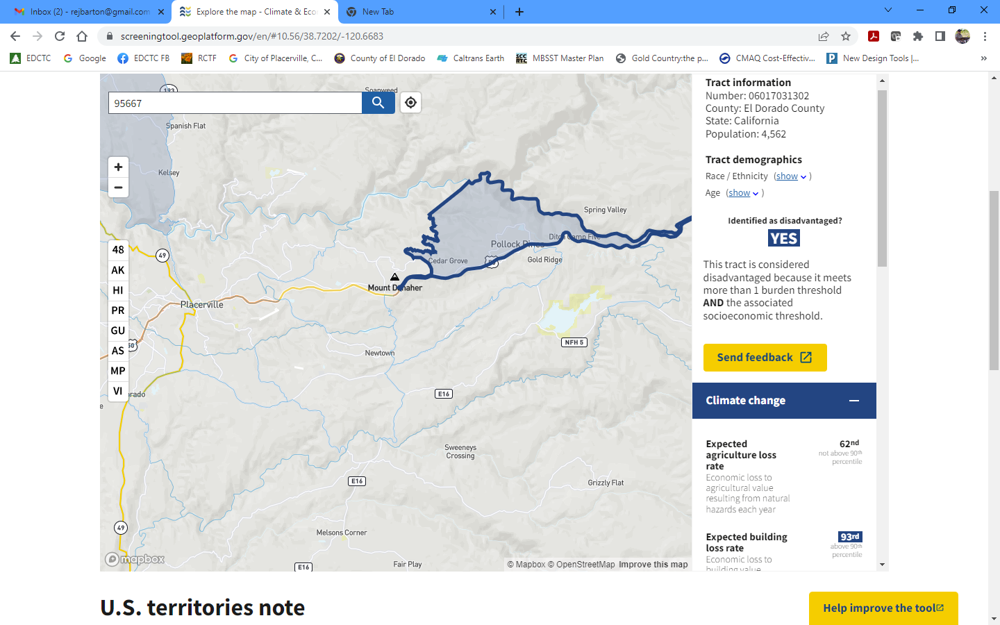 Inbox (2) - rejbarton@gmail.com
Explore the map - Climate & Eco
New Tab
screeningtool.geoplatform.gov/en/#10.56/38.7202/-120.6683
EDCTC
Google
EDCTC FB
RCTF
City of Placerville, C...
County of El Dorado
Caltrans Earth
MBSST Master Plan
Gold Country:the p...
CMAQ Cost-Effectiv...
New Design Tools |...
»
193
Soapweed
95667
Spanish Flat
Kelsey
+
−
48
AK
HI
PR
GU
AS
MP
VI
49
Placerville
50
Mount Danaher
Cedar Grove
Pollock Pines
Ditch Camp Five
Spring Valley
Gold Ridge
NFH 5
Newtown
E16
Sweeneys
Crossing
E16
Grizzly Flat
49
Melsons Corner
mapbox
E16
Fair Play
© Mapbox © OpenStreetMap Improve this map
Tract information
Number: 06017031302
County: El Dorado County
State: California
Population: 4,562
Tract demographics
Race / Ethnicity (show )
Age (show )
Identified as disadvantaged?
YES
This tract is considered
disadvantaged because it meets
more than 1 burden threshold
AND the associated
socioeconomic threshold.
Send feedback
Climate change
Expected
agriculture loss
rate
Economic loss to
agricultural value
resulting from natural
hazards each year
62nd
not above 90th
percentile
Expected building
loss rate
Economic loss to
building value
93rd
above 90th
percentile
U.S. territories note
Help improve the tool